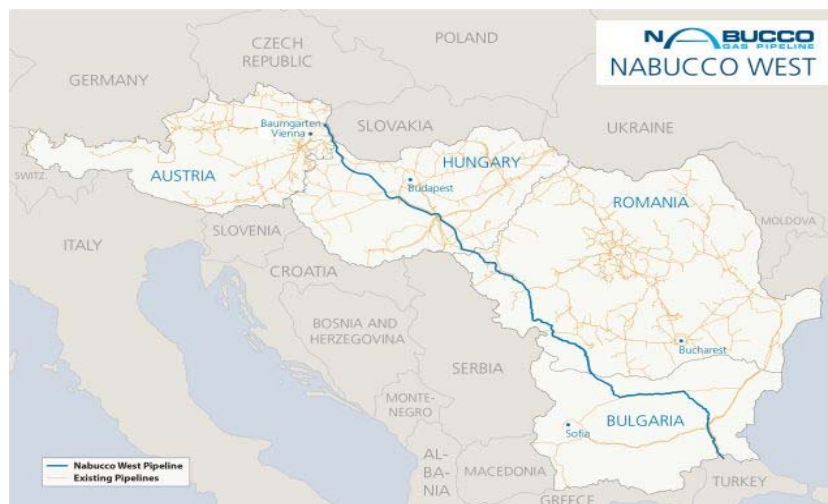 NABUCCO
GAS PIPELINE
NABUCCO WEST
POLAND
CZECH
REPUBLIC
GERMANY
UKRAINE
Baumgarten
Vienna
SLOVAKIA
HUNGARY
SWITZ.
AUSTRIA
Budapest
ROMANIA
MOLDOVA
SLOVENIA
ITALY
CROATIA
BOSNIA AND
HERZEGOVINA
Bucharest
SERBIA
MONTE-
NEGRO
BULGARIA
Sofia
AL-
BA-
NIA
MACEDONIA
TURKEY
GREECE
Nabucco West Pipeline
Existing Pipelines